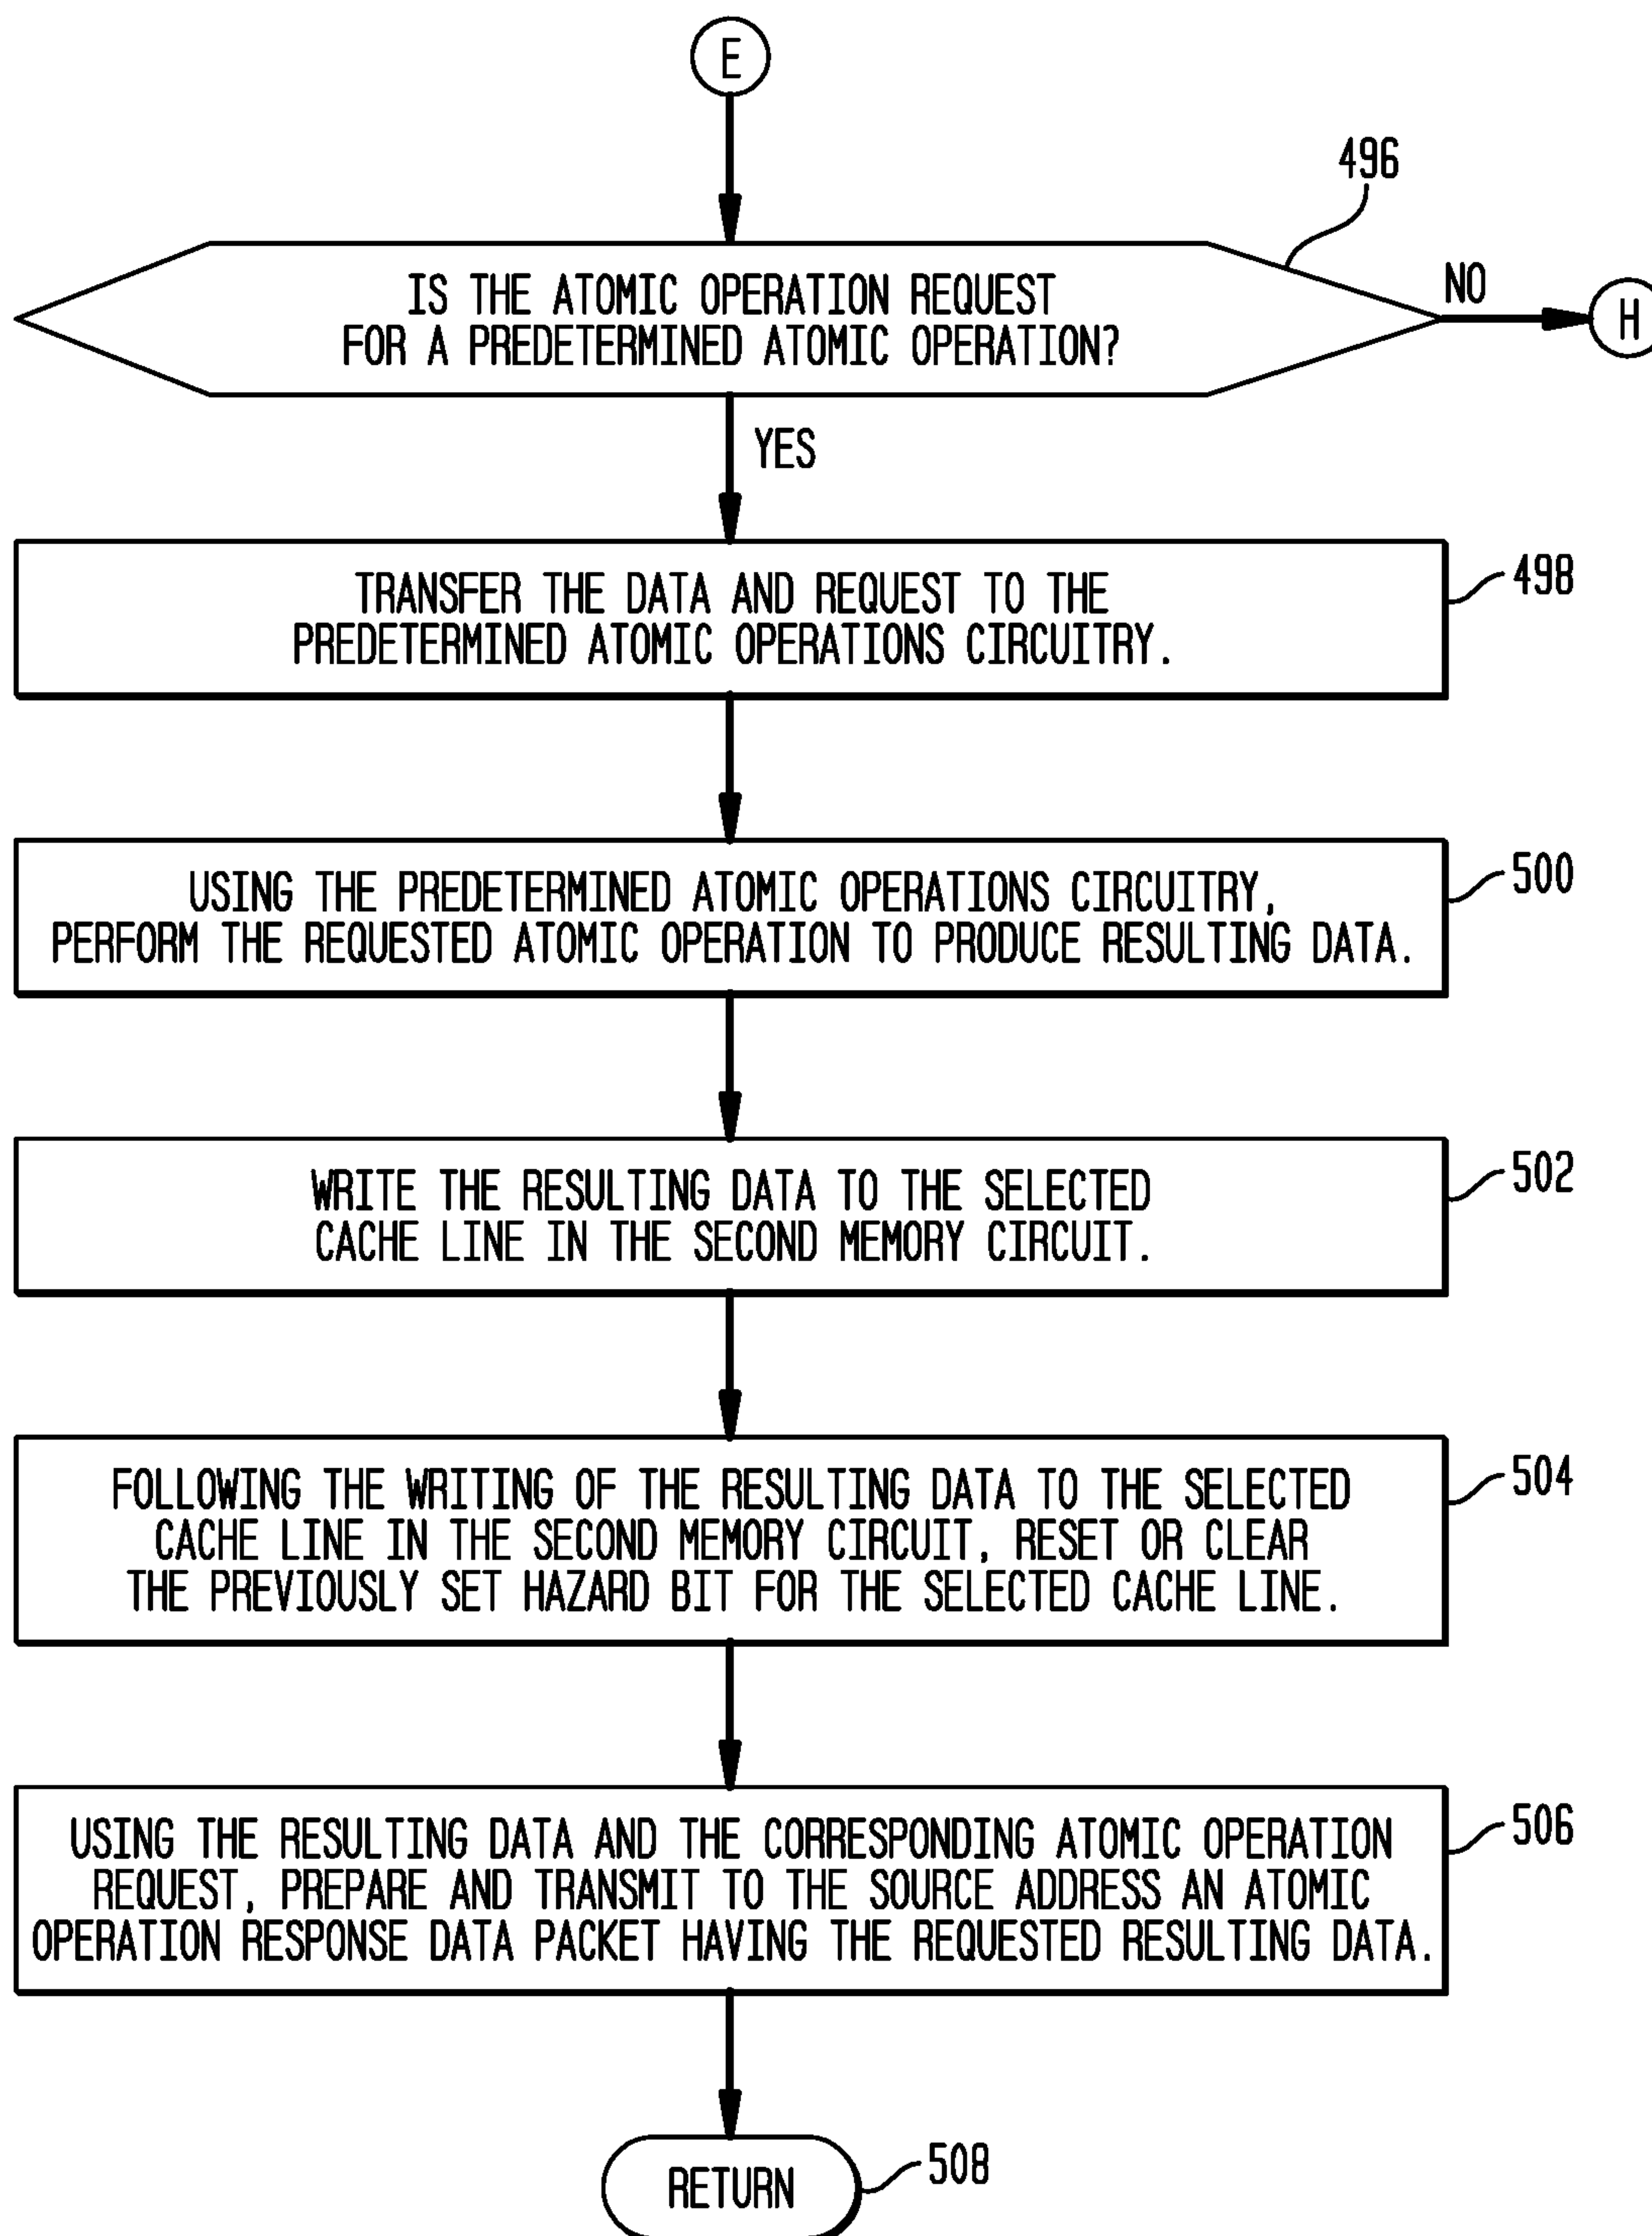 E
496
IS THE ATOMIC OPERATION REQUEST
FOR A PREDETERMINED ATOMIC OPERATION?
NO
H
YES
TRANSFER THE DATA AND REQUEST TO THE
PREDETERMINED ATOMIC OPERATIONS CIRCUITRY.
498
USING THE PREDETERMINED ATOMIC OPERATIONS CIRCUITRY,
PERFORM THE REQUESTED ATOMIC OPERATION TO PRODUCE RESULTING DATA.
500
WRITE THE RESULTING DATA TO THE SELECTED
CACHE LINE IN THE SECOND MEMORY CIRCUIT.
502
FOLLOWING THE WRITING OF THE RESULTING DATA TO THE SELECTED
CACHE LINE IN THE SECOND MEMORY CIRCUIT, RESET OR CLEAR
THE PREVIOUSLY SET HAZARD BIT FOR THE SELECTED CACHE LINE.
504
USING THE RESULTING DATA AND THE CORRESPONDING ATOMIC OPERATION
REQUEST, PREPARE AND TRANSMIT TO THE SOURCE ADDRESS AN ATOMIC
OPERATION RESPONSE DATA PACKET HAVING THE REQUESTED RESULTING DATA.
506
RETURN
508